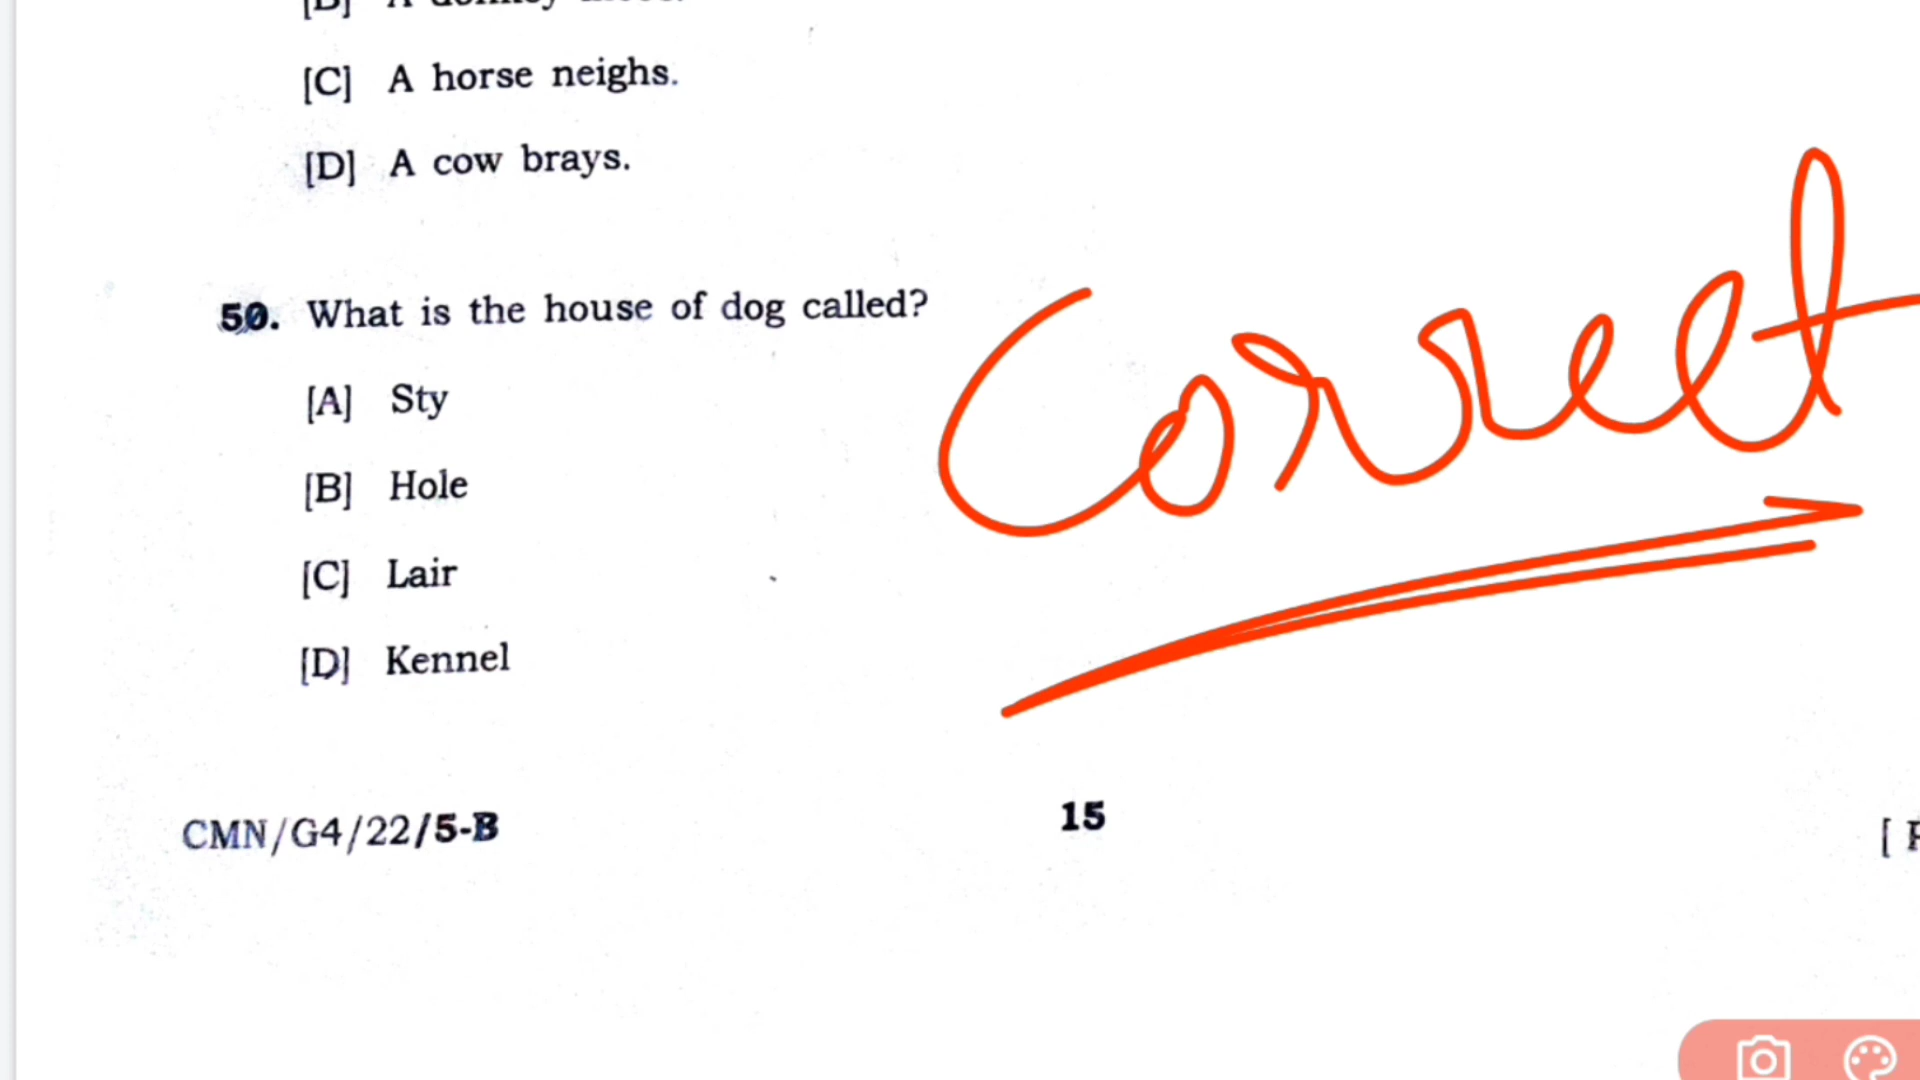 [C] A horse neighs.
[D] A cow brays.
50. What is the house of dog called?
[A] Sty
[B] Hole
[C] Lair
[D] Kennel
Correct
CMN/G4/22/5-B
15